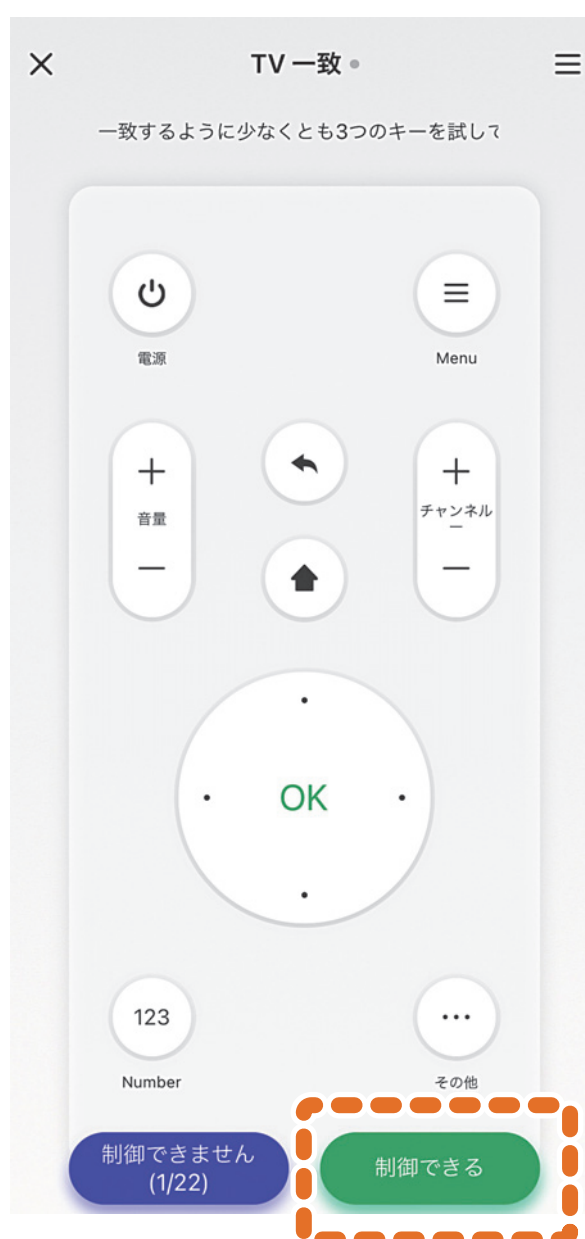 TV 一致
一致するように少なくとも3つのキーを試して
電源
Menu
音量
チャンネル
ー
OK
123
Number
その他
制御できません
(1/22)
制御できる